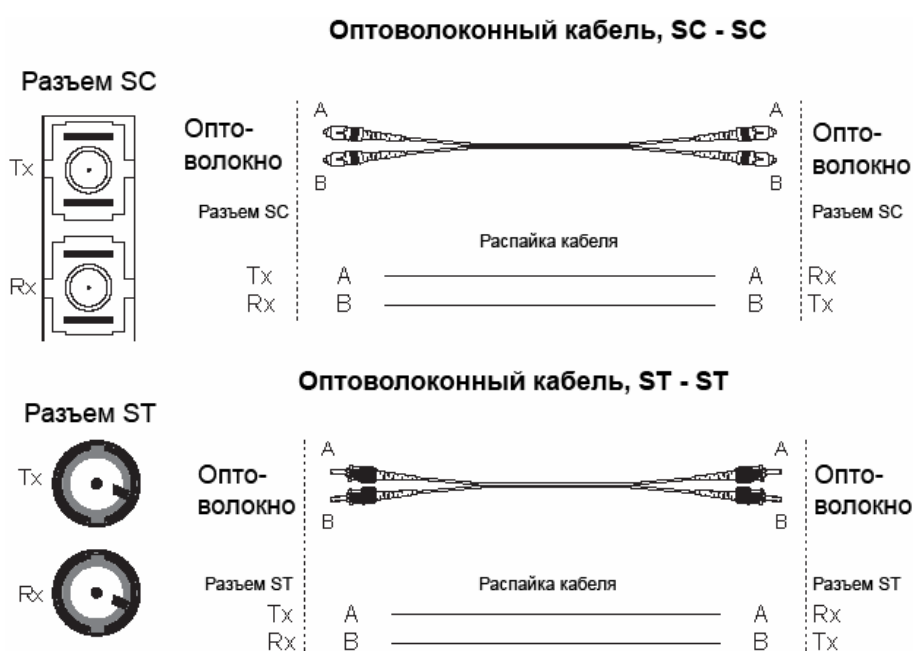 Оптоволоконный кабель, SC - SC
Разъем SC
Tx
Rx
Опто-
волокно
Разъем SC
A
B
A
B
Опто-
волокно
Разъем SC
Распайка кабеля
Tx A A Rx
Rx B B Tx
Оптоволоконный кабель, ST - ST
Разъем ST
Tx
Rx
Опто-
волокно
Разъем ST
A
B
A
B
Опто-
волокно
Разъем ST
Распайка кабеля
Tx A A Rx
Rx B B Tx